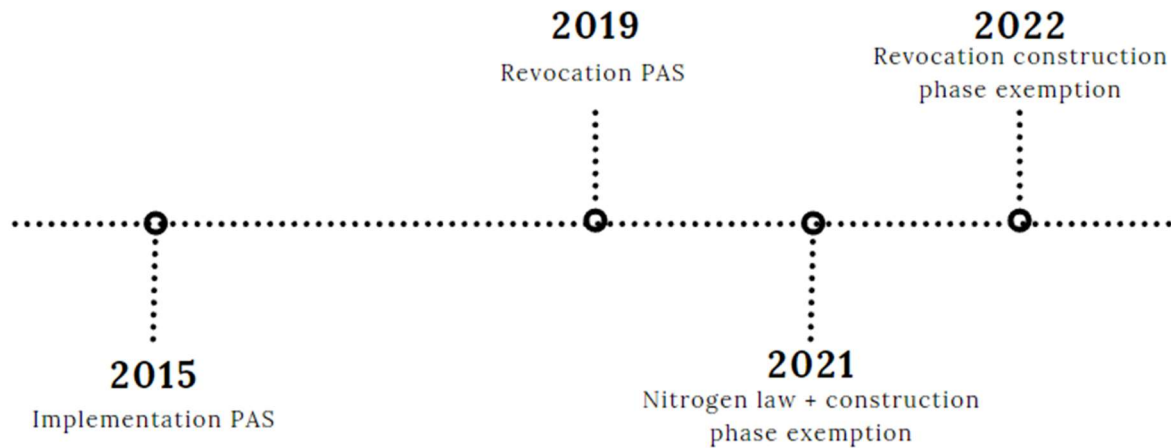 2019
Revocation PAS
2022
Revocation construction
phase exemption
2015
Implementation PAS
2021
Nitrogen law + construction
phase exemption